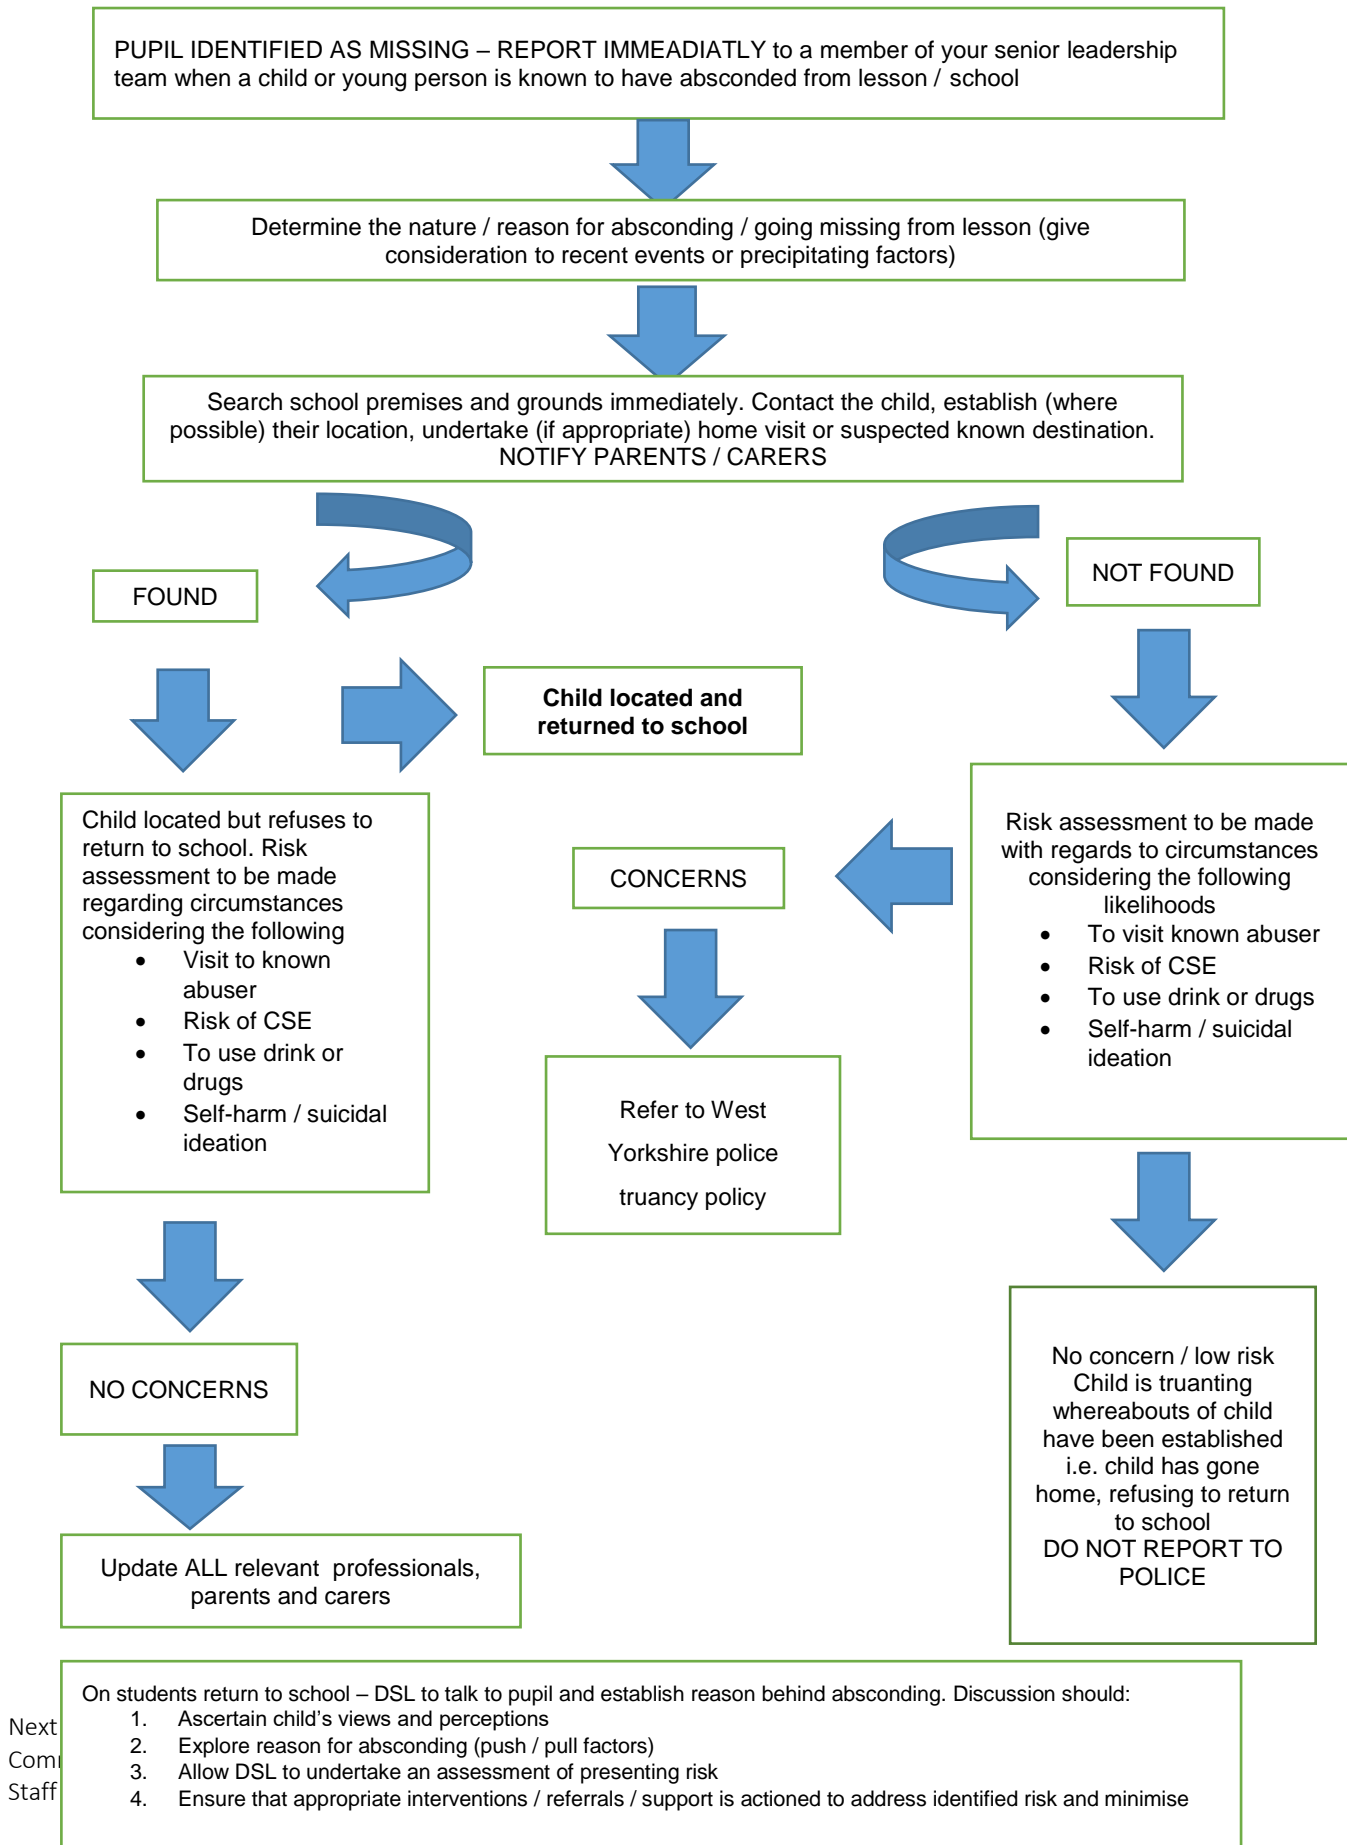 PUPIL IDENTIFIED AS MISSING – REPORT IMMEADIATLY to a member of your senior leadership
team when a child or young person is known to have absconded from lesson / school
Determine the nature / reason for absconding / going missing from lesson (give
consideration to recent events or precipitating factors)
Search school premises and grounds immediately. Contact the child, establish (where
possible) their location, undertake (if appropriate) home visit or suspected known destination.
NOTIFY PARENTS / CARERS
FOUND
NOT FOUND
Child located and
returned to school
Child located but refuses to
return to school. Risk
assessment to be made
regarding circumstances
considering the following
• Visit to known
abuser
• Risk of CSE
• To use drink or
drugs
• Self-harm / suicidal
ideation
CONCERNS
Refer to West
Yorkshire police
truancy policy
Risk assessment to be made
with regards to circumstances
considering the following
likelihoods
• To visit known abuser
• Risk of CSE
• To use drink or drugs
• Self-harm / suicidal
ideation
NO CONCERNS
Update ALL relevant  professionals,
parents and carers
No concern / low risk
Child is truanting
whereabouts of child
have been established
i.e. child has gone
home, refusing to return
to school
DO NOT REPORT TO
POLICE
On students return to school – DSL to talk to pupil and establish reason behind absconding. Discussion should:
1. Ascertain child's views and perceptions
2. Explore reason for absconding (push / pull factors)
3. Allow DSL to undertake an assessment of presenting risk
4. Ensure that appropriate interventions / referrals / support is actioned to address identified risk and minimise
Next
Staff